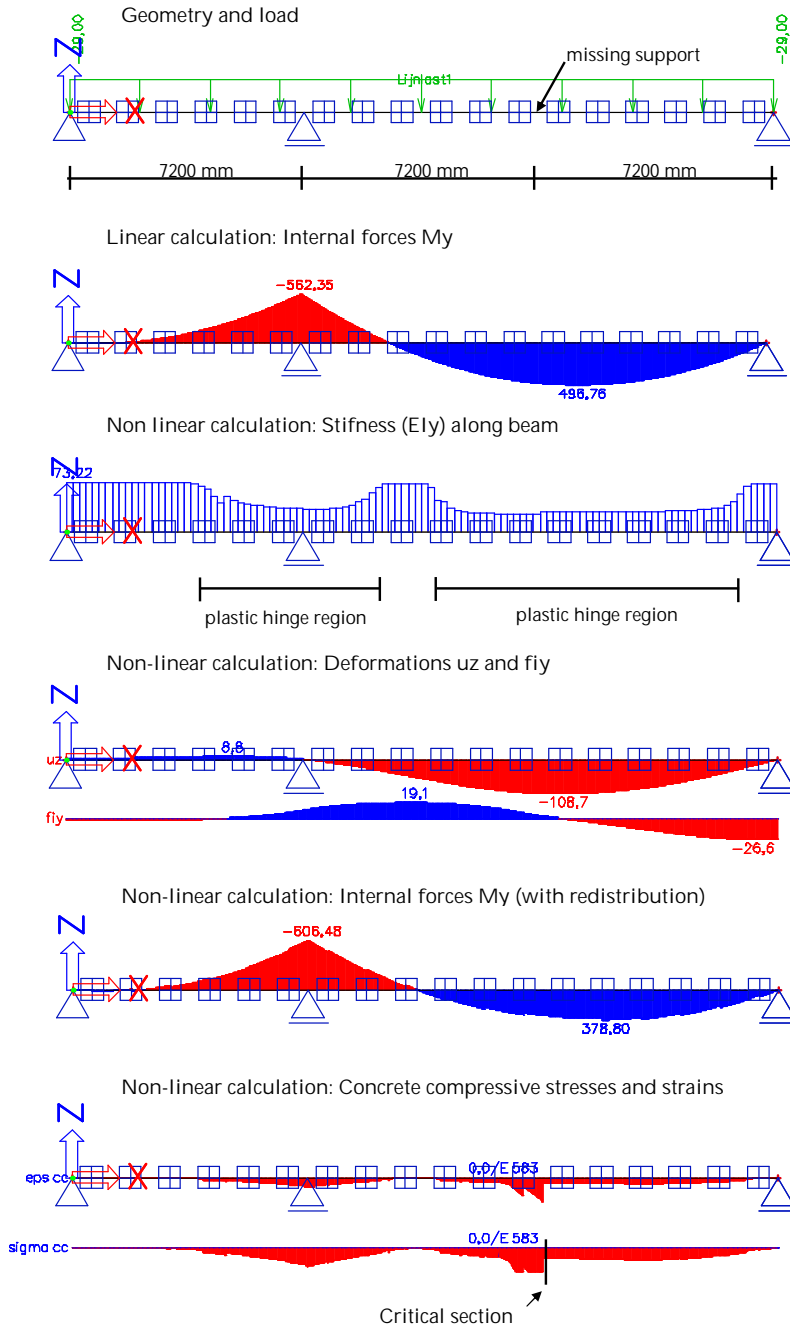 Geometry and load
Z
-29,00
-29,00
Lijnlast1
missing support
X
7200 mm
7200 mm
7200 mm
Linear calculation: Internal forces My
Z
-562,35
X
496,76
Non linear calculation: Stifness (EIy) along beam
Z
73,22
X
plastic hinge region
plastic hinge region
Non-linear calculation: Deformations uz and fiy
Z
uz
X
8,8
-108,7
19,1
fiy
-26,6
Non-linear calculation: Internal forces My (with redistribution)
Z
-606,48
X
378,80
Non-linear calculation: Concrete compressive stresses and strains
Z
eps cc
X
0,0/E 583
sigma cc
0,0/E 583
Critical section